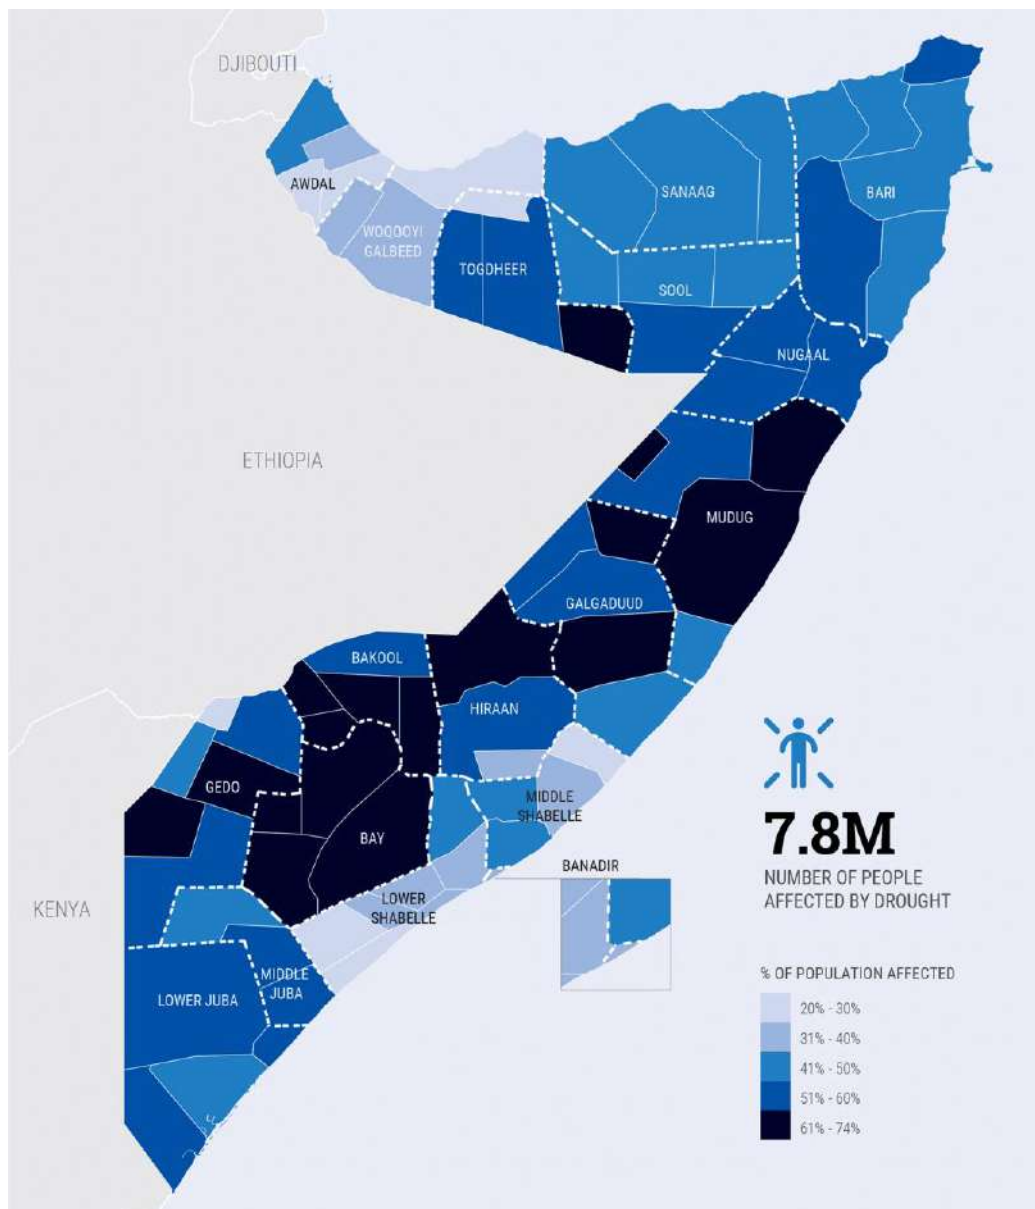 DJIBOUTI
AWDAL
SANAAG
BARI
WOQOOYI
GALBEED
TOGDHEER
SOOL
NUGAAL
ETHIOPIA
MUDUG
GALGADUUD
BAKOOL
HIRAAN
GEDO
MIDDLE
SHABELLE
BAY
BANADIR
KENYA
LOWER
SHABELLE
MIDDLE
JUBA
LOWER JUBA
7.8M
NUMBER OF PEOPLE
AFFECTED BY DROUGHT
% OF POPULATION AFFECTED
20% - 30%
31% - 40%
41% - 50%
51% - 60%
61% - 74%